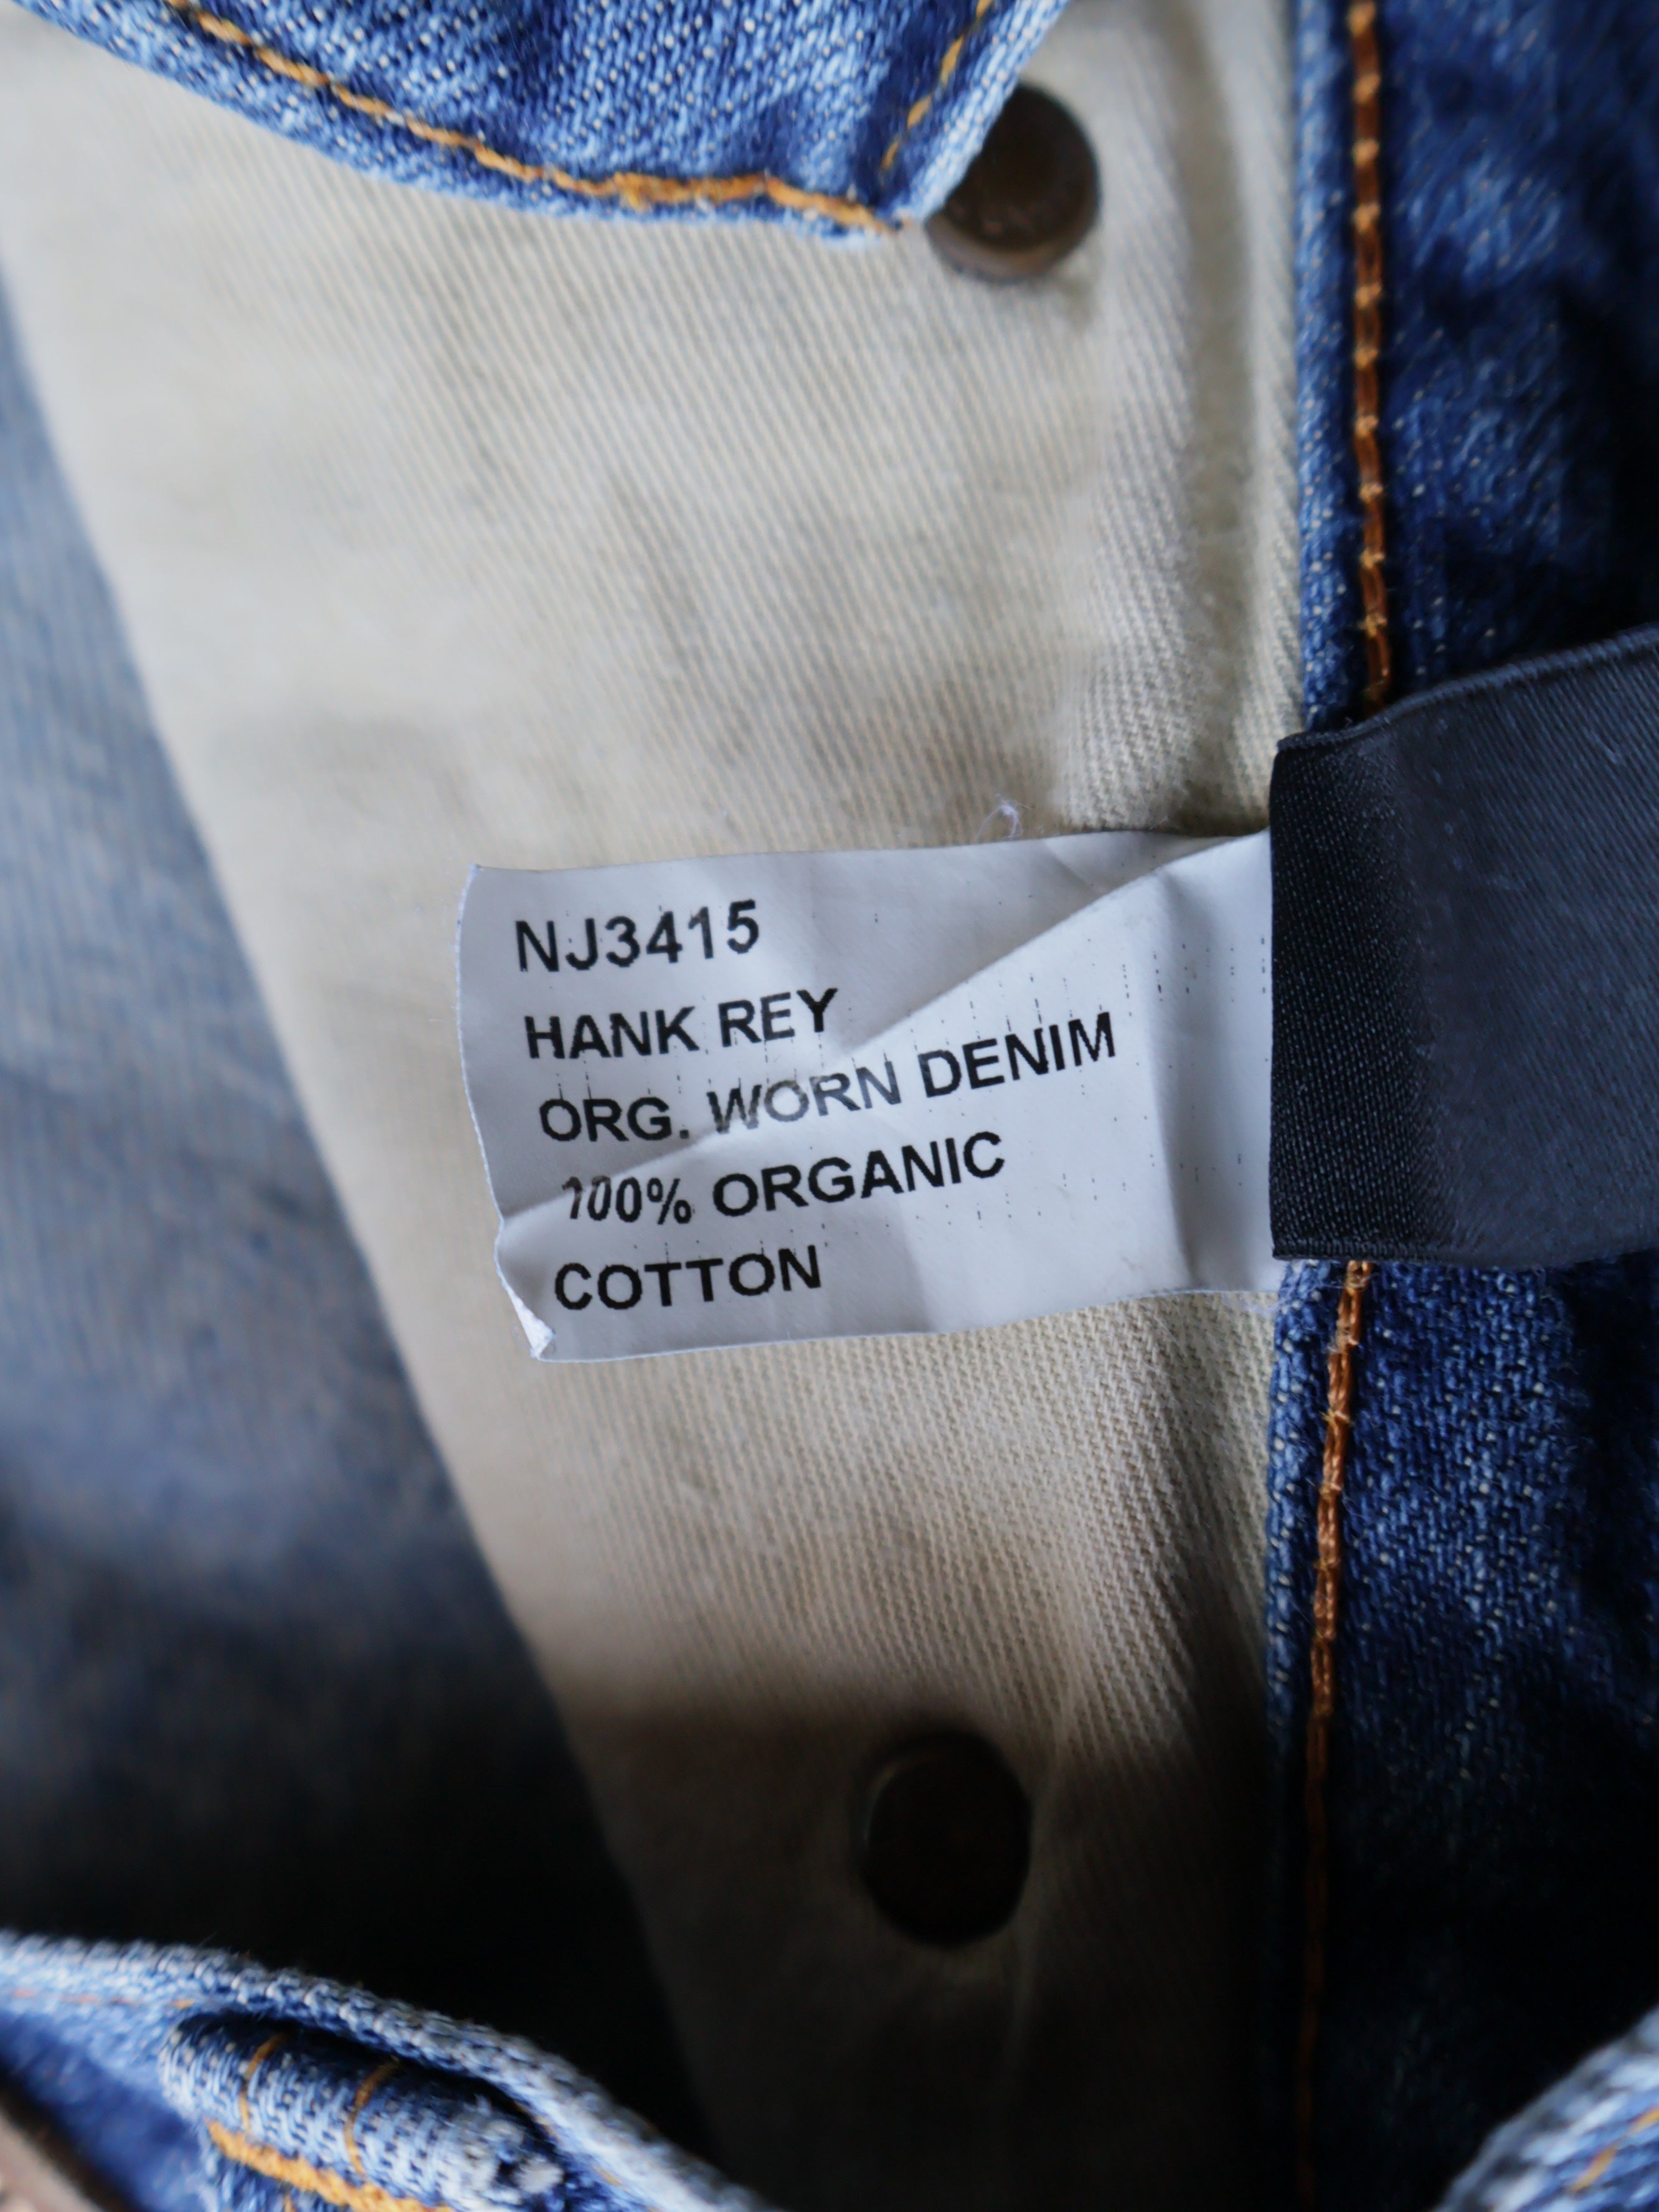 NJ3415
HANK REY
ORG. WORN DENIM
100% ORGANIC
COTTON